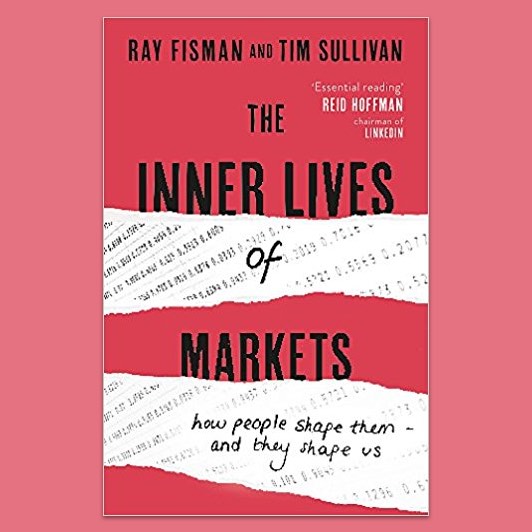 RAY FISMAN AND TIM SULLIVAN
'Essential reading'
REID HOFFMAN
chairman of
LINKEDIN
THE
INNER LIVES
of
MARKETS
how people shape them –
and they shape us